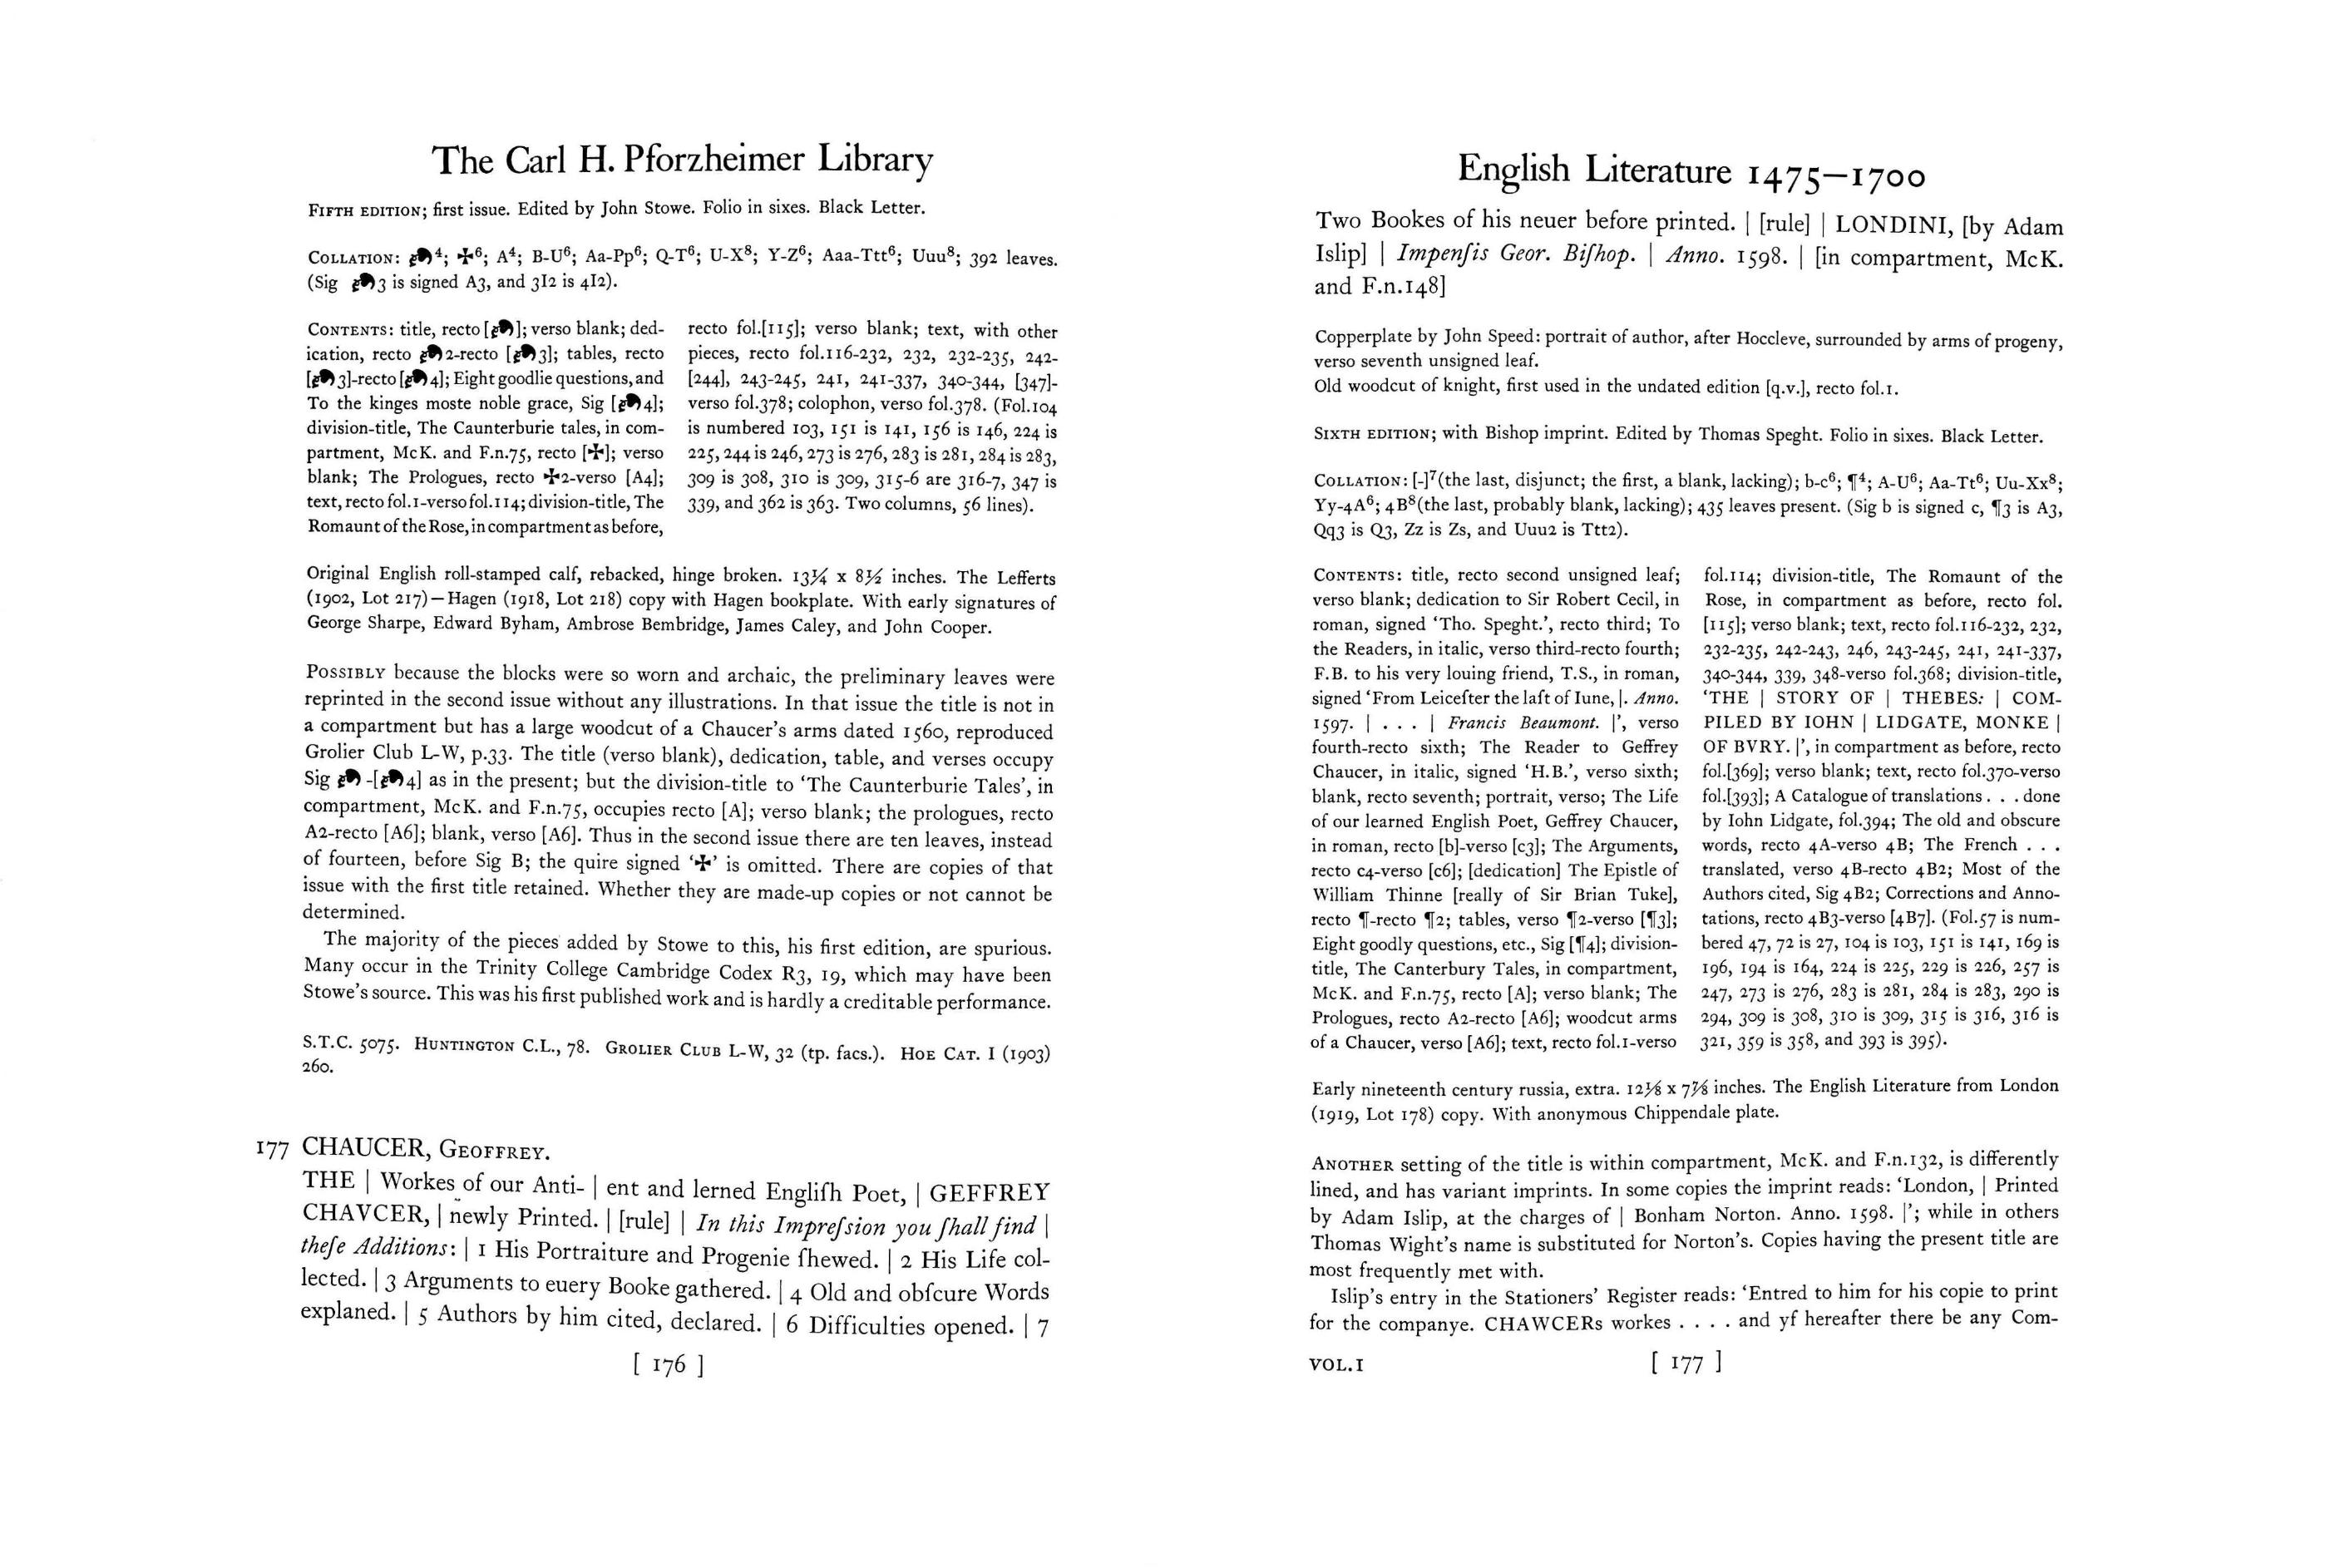 The Carl H. Pforzheimer Library
FIFTH EDITION; first issue. Edited by John Stowe. Folio in sixes. Black Letter.
COLLATION: ❧⁴; ✠⁶; A⁴; B-U⁶; Aa-Pp⁶; Q-T⁶; U-X⁸; Y-Z⁶; Aaa-Ttt⁶; Uuu⁸; 392 leaves.
(Sig ❧3 is signed A3, and 3I2 is 4I2).
CONTENTS: title, recto [❧]; verso blank; ded-
ication, recto ❧2-recto [❧3]; tables, recto
[❧3]-recto [❧4]; Eight goodlie questions, and
To the kinges moste noble grace, Sig [❧4];
division-title, The Caunterburie tales, in com-
partment, McK. and F.n.75, recto [✠]; verso
blank; The Prologues, recto ✠2-verso [A4];
text, recto fol.1-verso fol.114; division-title, The
Romaunt of the Rose, in compartment as before,
recto fol.[115]; verso blank; text, with other
pieces, recto fol.116-232, 232, 232-235, 242-
[244], 243-245, 241, 241-337, 340-344, [347]-
verso fol.378; colophon, verso fol.378. (Fol.104
is numbered 103, 151 is 141, 156 is 146, 224 is
225, 244 is 246, 273 is 276, 283 is 281, 284 is 283,
309 is 308, 310 is 309, 315-6 are 316-7, 347 is
339, and 362 is 363. Two columns, 56 lines).
Original English roll-stamped calf, rebacked, hinge broken. 13¼ x 8½ inches. The Lefferts
(1902, Lot 217)—Hagen (1918, Lot 218) copy with Hagen bookplate. With early signatures of
George Sharpe, Edward Byham, Ambrose Bembridge, James Caley, and John Cooper.
POSSIBLY because the blocks were so worn and archaic, the preliminary leaves were
reprinted in the second issue without any illustrations. In that issue the title is not in
a compartment but has a large woodcut of a Chaucer's arms dated 1560, reproduced
Grolier Club L-W, p.33. The title (verso blank), dedication, table, and verses occupy
Sig ❧-[❧4] as in the present; but the division-title to 'The Caunterburie Tales', in
compartment, McK. and F.n.75, occupies recto [A]; verso blank; the prologues, recto
A2-recto [A6]; blank, verso [A6]. Thus in the second issue there are ten leaves, instead
of fourteen, before Sig B; the quire signed '✠' is omitted. There are copies of that
issue with the first title retained. Whether they are made-up copies or not cannot be
determined.
The majority of the pieces added by Stowe to this, his first edition, are spurious.
Many occur in the Trinity College Cambridge Codex R3, 19, which may have been
Stowe's source. This was his first published work and is hardly a creditable performance.
S.T.C. 5075. HUNTINGTON C.L., 78. GROLIER CLUB L-W, 32 (tp. facs.). HOE CAT. I (1903)
260.
177 CHAUCER, GEOFFREY.
THE | Workes of our Anti- | ent and lerned Engliſh Poet, | GEFFREY
CHAVCER, | newly Printed. | [rule] | In this Impreſsion you ſhall find |
theſe Additions: | 1 His Portraiture and Progenie ſhewed. | 2 His Life col-
lected. | 3 Arguments to euery Booke gathered. | 4 Old and obſcure Words
explaned. | 5 Authors by him cited, declared. | 6 Difficulties opened. | 7
[ 176 ]
English Literature 1475—1700
Two Bookes of his neuer before printed. | [rule] | LONDINI, [by Adam
Islip] | Impenſis Geor. Biſhop. | Anno. 1598. | [in compartment, McK.
and F.n.148]
Copperplate by John Speed: portrait of author, after Hoccleve, surrounded by arms of progeny,
verso seventh unsigned leaf.
Old woodcut of knight, first used in the undated edition [q.v.], recto fol.1.
SIXTH EDITION; with Bishop imprint. Edited by Thomas Speght. Folio in sixes. Black Letter.
COLLATION: [-]⁷(the last, disjunct; the first, a blank, lacking); b-c⁶; ¶⁴; A-U⁶; Aa-Tt⁶; Uu-Xx⁸;
Yy-4A⁶; 4B⁸(the last, probably blank, lacking); 435 leaves present. (Sig b is signed c, ¶3 is A3,
Qq3 is Q3, Zz is Zs, and Uuu2 is Ttt2).
CONTENTS: title, recto second unsigned leaf;
verso blank; dedication to Sir Robert Cecil, in
roman, signed 'Tho. Speght.', recto third; To
the Readers, in italic, verso third-recto fourth;
F.B. to his very louing friend, T.S., in roman,
signed 'From Leiceſter the laſt of Iune, |. Anno.
1597. | . . . | Francis Beaumont. |', verso
fourth-recto sixth; The Reader to Geffrey
Chaucer, in italic, signed 'H.B.', verso sixth;
blank, recto seventh; portrait, verso; The Life
of our learned English Poet, Geffrey Chaucer,
in roman, recto [b]-verso [c3]; The Arguments,
recto c4-verso [c6]; [dedication] The Epistle of
William Thinne [really of Sir Brian Tuke],
recto ¶-recto ¶2; tables, verso ¶2-verso [¶3];
Eight goodly questions, etc., Sig [¶4]; division-
title, The Canterbury Tales, in compartment,
McK. and F.n.75, recto [A]; verso blank; The
Prologues, recto A2-recto [A6]; woodcut arms
of a Chaucer, verso [A6]; text, recto fol.1-verso
fol.114; division-title, The Romaunt of the
Rose, in compartment as before, recto fol.
[115]; verso blank; text, recto fol.116-232, 232,
232-235, 242-243, 246, 243-245, 241, 241-337,
340-344, 339, 348-verso fol.368; division-title,
'THE | STORY OF | THEBES: | COM-
PILED BY IOHN | LIDGATE, MONKE |
OF BVRY. |', in compartment as before, recto
fol.[369]; verso blank; text, recto fol.370-verso
fol.[393]; A Catalogue of translations . . . done
by Iohn Lidgate, fol.394; The old and obscure
words, recto 4A-verso 4B; The French . . .
translated, verso 4B-recto 4B2; Most of the
Authors cited, Sig 4B2; Corrections and Anno-
tations, recto 4B3-verso [4B7]. (Fol.57 is num-
bered 47, 72 is 27, 104 is 103, 151 is 141, 169 is
196, 194 is 164, 224 is 225, 229 is 226, 257 is
247, 273 is 276, 283 is 281, 284 is 283, 290 is
294, 309 is 308, 310 is 309, 315 is 316, 316 is
321, 359 is 358, and 393 is 395).
Early nineteenth century russia, extra. 12⅛ x 7⅞ inches. The English Literature from London
(1919, Lot 178) copy. With anonymous Chippendale plate.
ANOTHER setting of the title is within compartment, McK. and F.n.132, is differently
lined, and has variant imprints. In some copies the imprint reads: 'London, | Printed
by Adam Islip, at the charges of | Bonham Norton. Anno. 1598. |'; while in others
Thomas Wight's name is substituted for Norton's. Copies having the present title are
most frequently met with.
Islip's entry in the Stationers' Register reads: 'Entred to him for his copie to print
for the companye. CHAWCERs workes . . . . and yf hereafter there be any Com-
VOL.I [ 177 ]